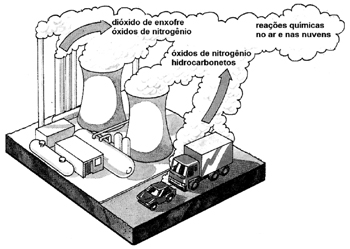 dióxido de enxofre
óxidos de nitrogênio
reações químicas
no ar e nas nuvens
óxidos de nitrogênio
hidrocarbonetos